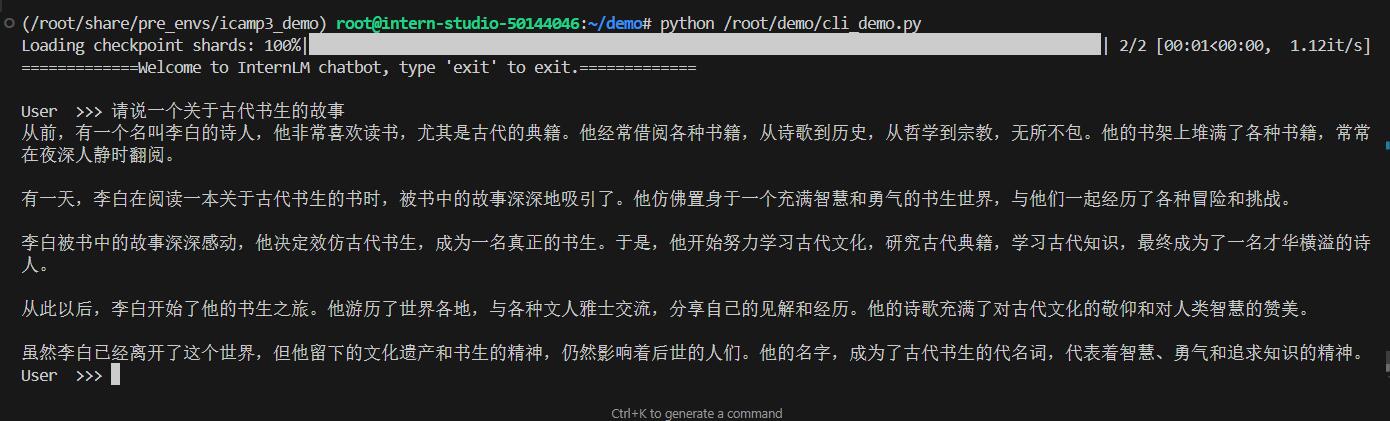 (/root/share/pre_envs/icamp3_demo) root@intern-studio-50144046:~/demo# python /root/demo/cli_demo.py
Loading checkpoint shards: 100%|                | 2/2 [00:01<00:00,  1.12it/s]
=============Welcome to InternLM chatbot, type 'exit' to exit.=============
User  >>> 请说一个关于古代书生的故事
从前，有一个名叫李白的诗人，他非常喜欢读书，尤其是古代的典籍。他经常借阅各种书籍，从诗歌到历史，从哲学到宗教，无所不包。他的书架上堆满了各种书籍，常常
在夜深人静时翻阅。
有一天，李白在阅读一本关于古代书生的书时，被书中的故事深深地吸引了。他仿佛置身于一个充满智慧和勇气的书生世界，与他们一起经历了各种冒险和挑战。
李白被书中的故事深深感动，他决定效仿古代书生，成为一名真正的书生。于是，他开始努力学习古代文化，研究古代典籍，学习古代知识，最终成为了一名才华横溢的诗
人。
从此以后，李白开始了他的书生之旅。他游历了世界各地，与各种文人雅士交流，分享自己的见解和经历。他的诗歌充满了对古代文化的敬仰和对人类智慧的赞美。
虽然李白已经离开了这个世界，但他留下的文化遗产和书生的精神，仍然影响着后世的人们。他的名字，成为了古代书生的代名词，代表着智慧、勇气和追求知识的精神。
User  >>>
Ctrl+K to generate a command